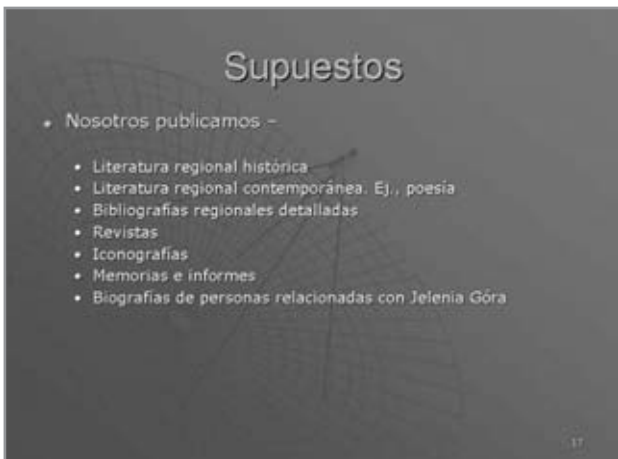 Supuestos
Nosotros publicamos –
Literatura regional histórica
Literatura regional contemporánea. Ej., poesía
Bibliografías regionales detalladas
Revistas
Iconografías
Memorias e informes
Biografías de personas relacionadas con Jelenia Góra
17